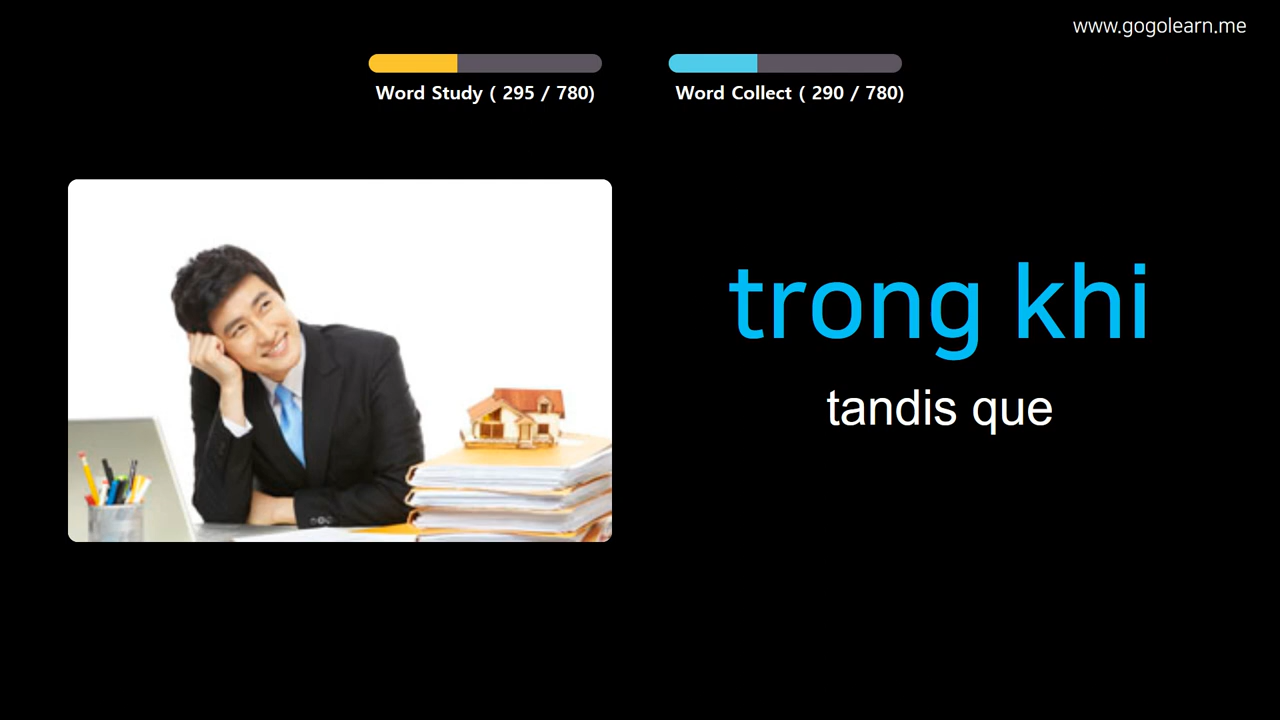 www.gogolearn.me
Word Study ( 295 / 780)
Word Collect ( 290 / 780)
trong khi
tandis que